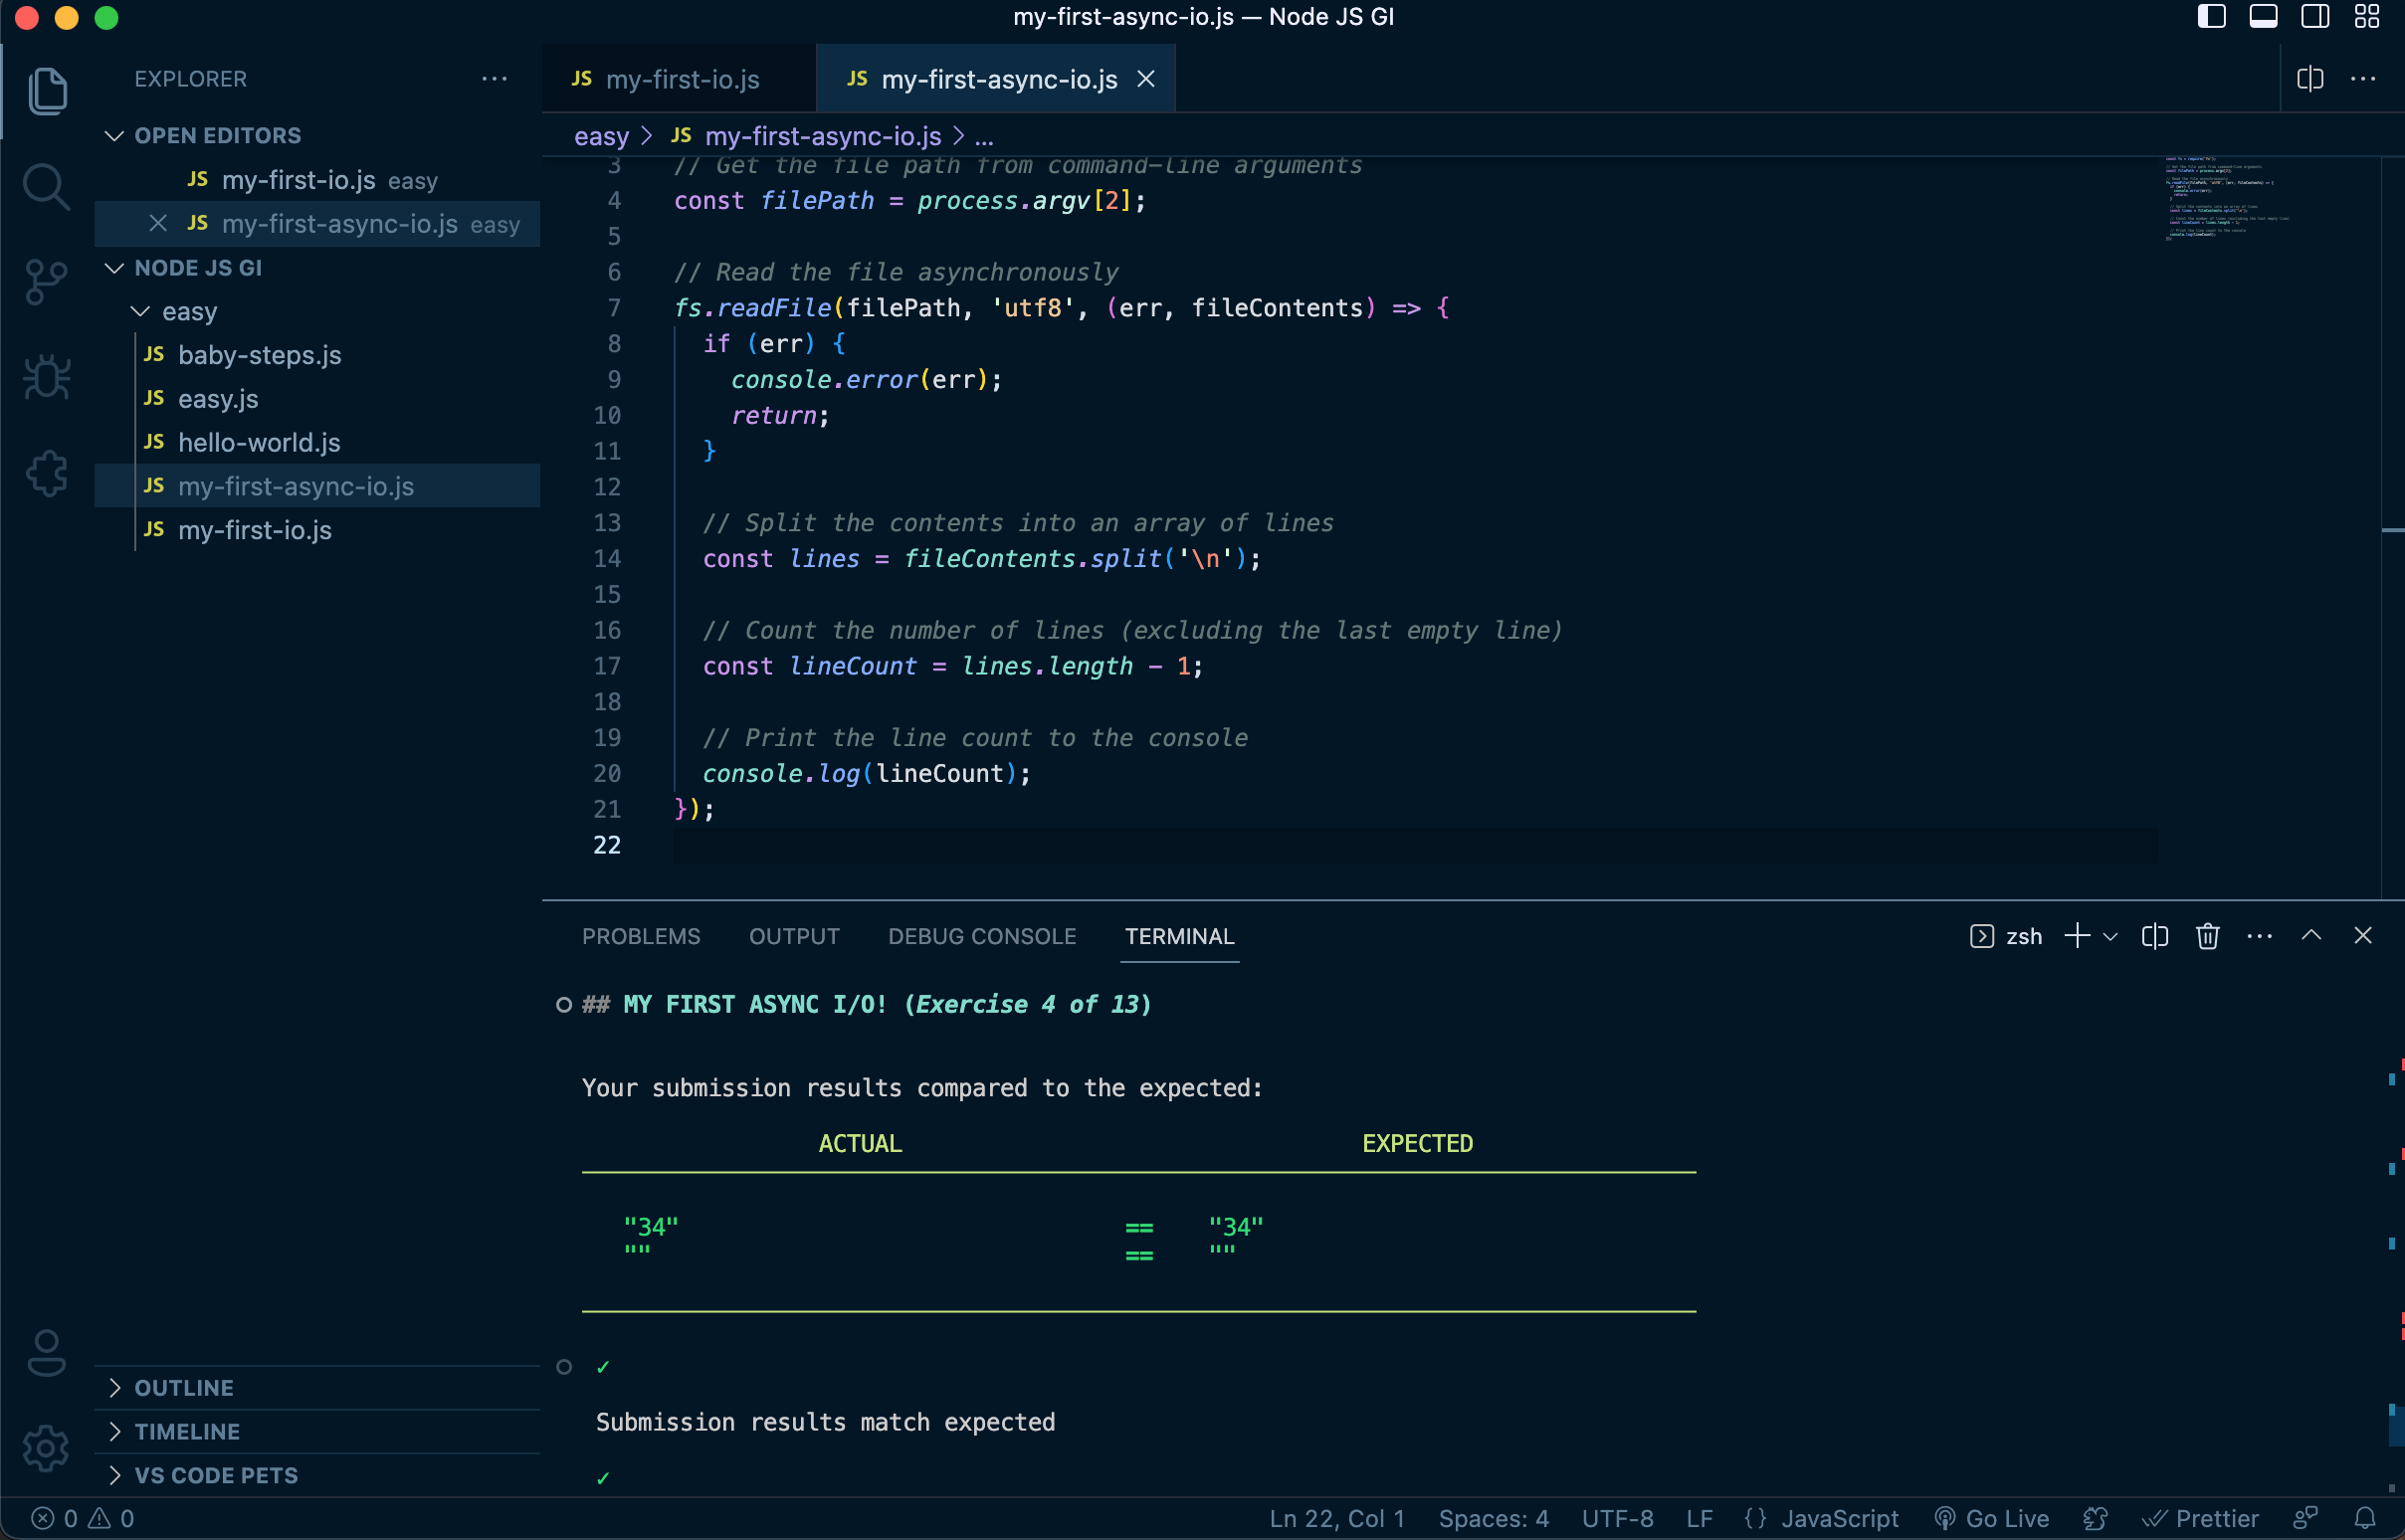 my-first-async-io.js — Node JS GI
EXPLORER
OPEN EDITORS
JS my-first-io.js easy
JS my-first-async-io.js easy
NODE JS GI
easy
JS baby-steps.js
JS easy.js
JS hello-world.js
JS my-first-async-io.js
JS my-first-io.js
OUTLINE
TIMELINE
VS CODE PETS
JS my-first-io.js
JS my-first-async-io.js
easy > JS my-first-async-io.js > ...
3 // Get the file path from command-line arguments
4 const filePath = process.argv[2];
5
6 // Read the file asynchronously
7 fs.readFile(filePath, 'utf8', (err, fileContents) => {
8 if (err) {
9 console.error(err);
10 return;
11 }
12
13 // Split the contents into an array of lines
14 const lines = fileContents.split('\n');
15
16 // Count the number of lines (excluding the last empty line)
17 const lineCount = lines.length - 1;
18
19 // Print the line count to the console
20 console.log(lineCount);
21 });
22
PROBLEMS OUTPUT DEBUG CONSOLE TERMINAL zsh
## MY FIRST ASYNC I/O! (Exercise 4 of 13)
Your submission results compared to the expected:
ACTUAL EXPECTED
"34" == "34"
"" == ""
✓
Submission results match expected
✓
0 0 Ln 22, Col 1 Spaces: 4 UTF-8 LF {} JavaScript Go Live Prettier